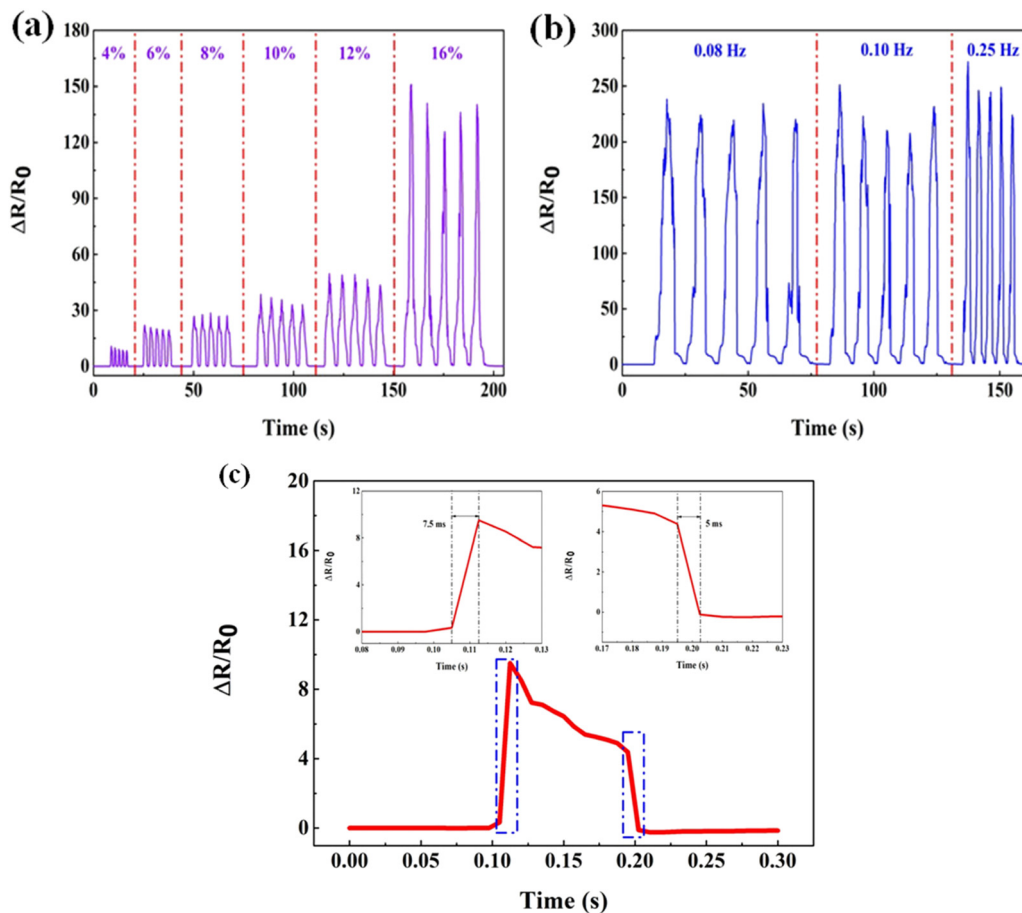 (a)
180
150
120
90
60
30
0
ΔR/R0
4% 6% 8% 10% 12% 16%
0 50 100 150 200
Time (s)
(b)
300
250
200
150
100
50
0
ΔR/R0
0.08 Hz 0.10 Hz 0.25 Hz
0 50 100 150
Time (s)
(c)
20
16
12
8
4
0
ΔR/R0
0.00 0.05 0.10 0.15 0.20 0.25 0.30
Time (s)
12
8
4
0
ΔR/R0
7.5 ms
0.08 0.09 0.10 0.11 0.12 0.13
Time (s)
6
4
2
0
ΔR/R0
5 ms
0.17 0.18 0.19 0.20 0.21 0.22 0.23
Time (s)